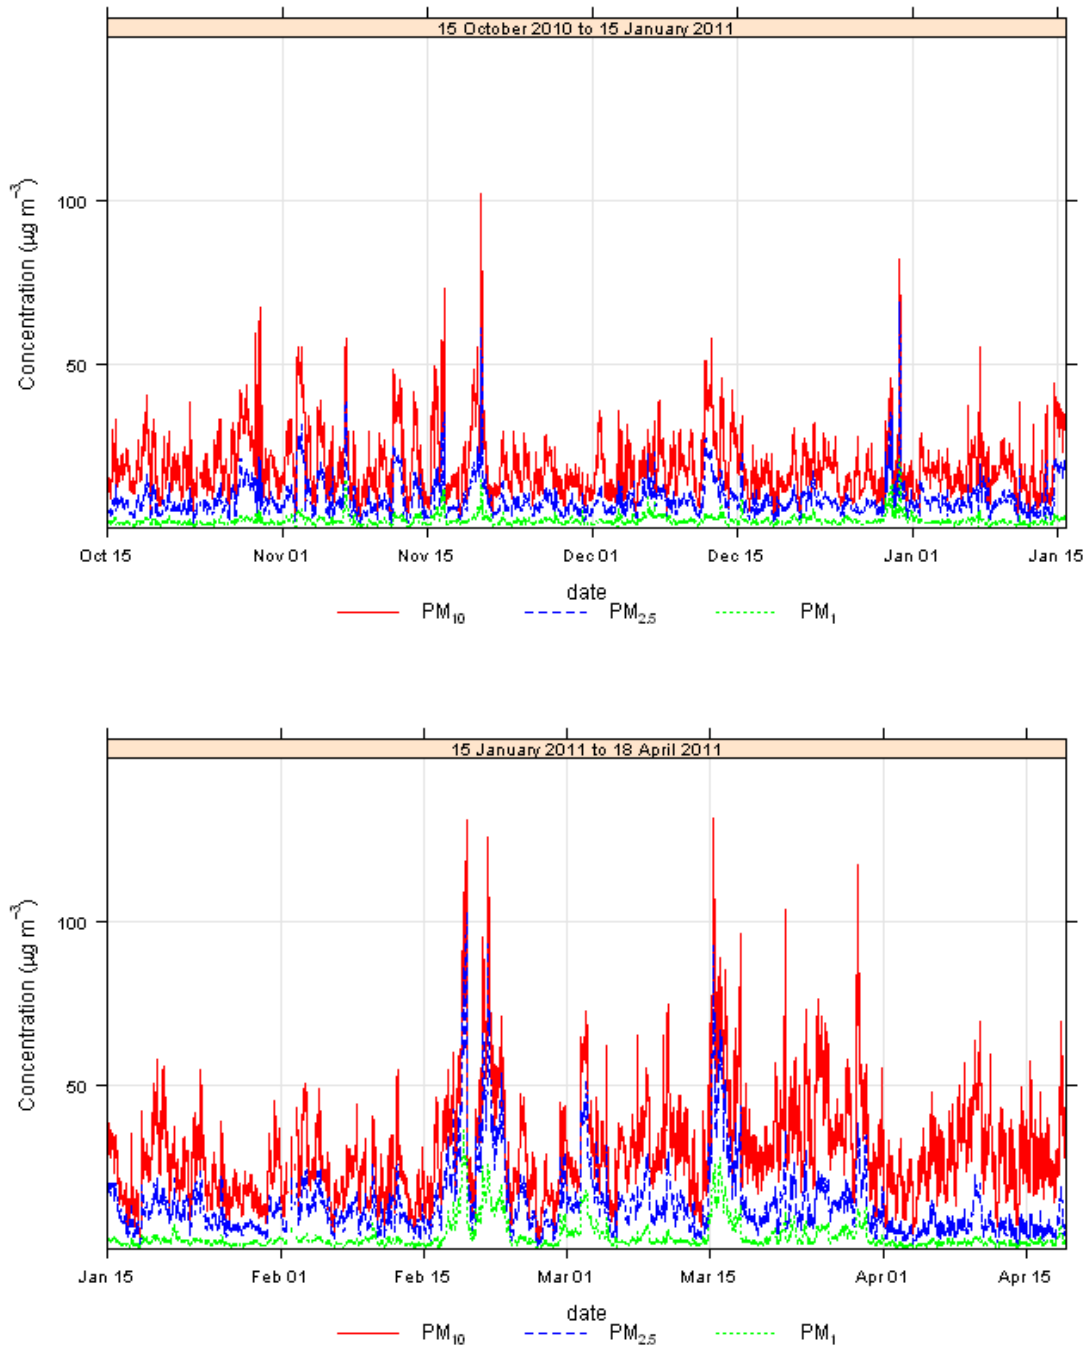 15 October 2010 to 15 January 2011
Concentration (µg m⁻³)
100
50
Oct 15 Nov 01 Nov 15 Dec 01 Dec 15 Jan 01 Jan 15
date
PM₁₀ PM₂.₅ PM₁
15 January 2011 to 18 April 2011
Concentration (µg m⁻³)
100
50
Jan 15 Feb 01 Feb 15 Mar 01 Mar 15 Apr 01 Apr 15
date
PM₁₀ PM₂.₅ PM₁